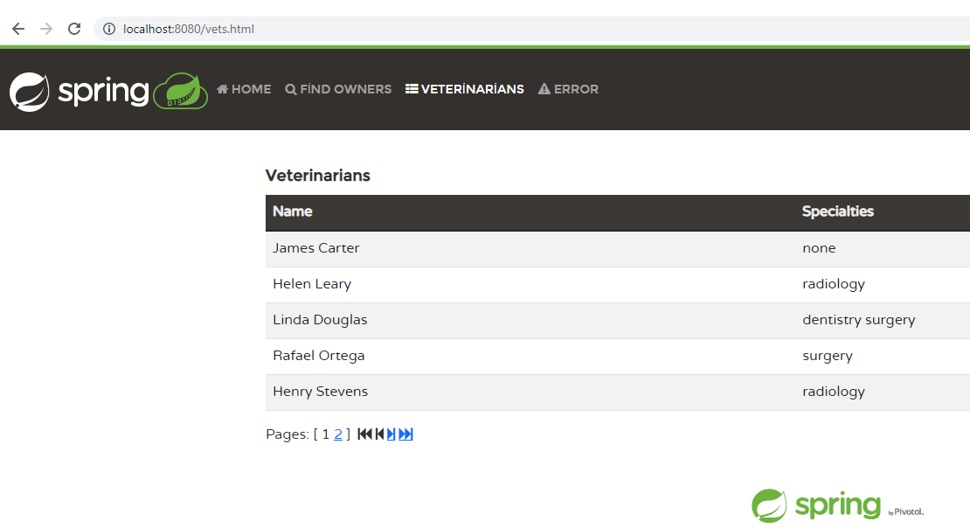 localhost:8080/vets.html
spring HOME FİND OWNERS VETERİNARİANS ERROR
Veterinarians
Name Specialties
James Carter none
Helen Leary radiology
Linda Douglas dentistry surgery
Rafael Ortega surgery
Henry Stevens radiology
Pages: [ 1 2 ]
spring by Pivotal.